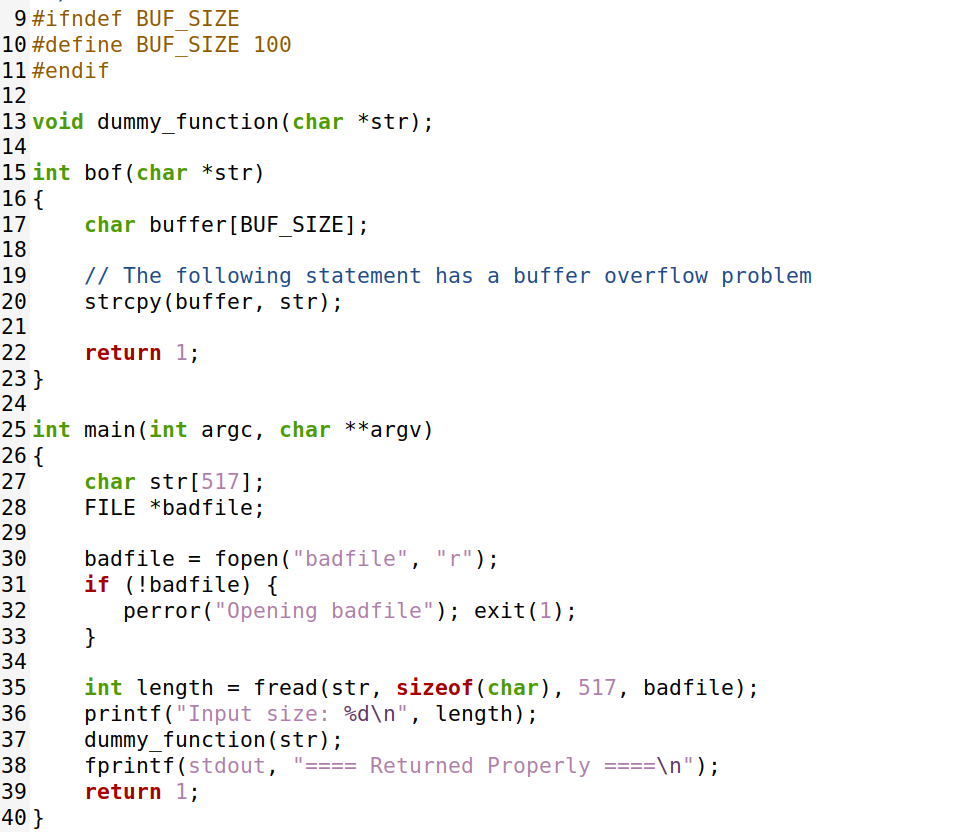 9 #ifndef BUF_SIZE
10 #define BUF_SIZE 100
11 #endif
12
13 void dummy_function(char *str);
14
15 int bof(char *str)
16 {
17     char buffer[BUF_SIZE];
18
19     // The following statement has a buffer overflow problem
20     strcpy(buffer, str);
21
22     return 1;
23 }
24
25 int main(int argc, char **argv)
26 {
27     char str[517];
28     FILE *badfile;
29
30     badfile = fopen("badfile", "r");
31     if (!badfile) {
32        perror("Opening badfile"); exit(1);
33     }
34
35     int length = fread(str, sizeof(char), 517, badfile);
36     printf("Input size: %d\n", length);
37     dummy_function(str);
38     fprintf(stdout, "==== Returned Properly ====\n");
39     return 1;
40 }